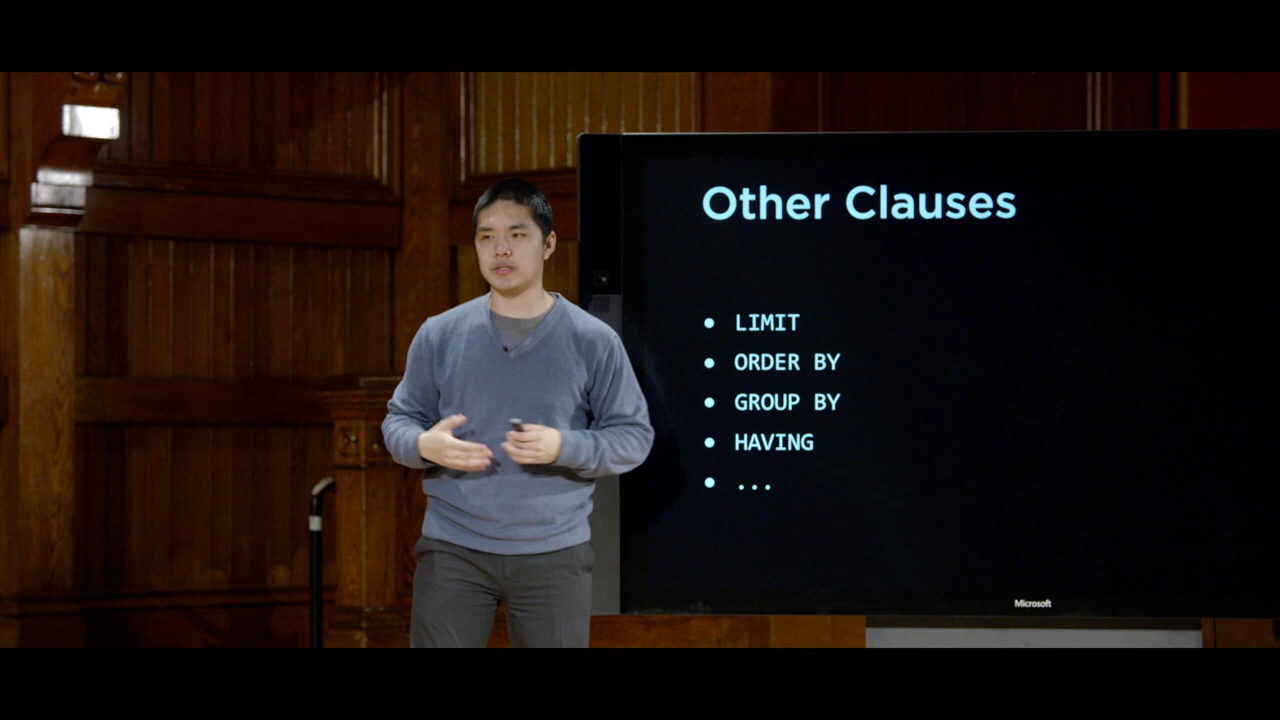 Other Clauses
• LIMIT
• ORDER BY
• GROUP BY
• HAVING
• ...
Microsoft